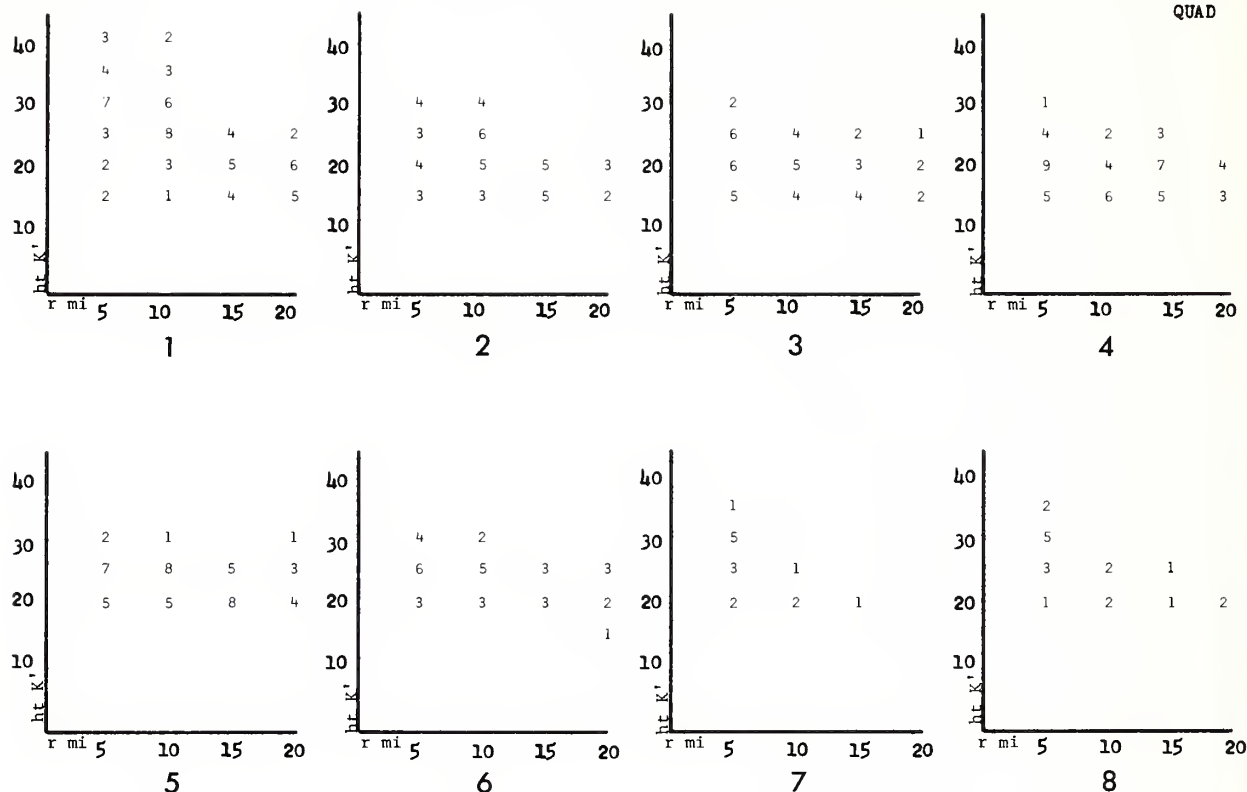 QUAD
40 3 2 40 40 40
4 3
30 7 6 30 4 4 30 2 30 1
3 8 4 2 3 6 6 4 2 1 4 2 3
20 2 3 5 6 20 4 5 5 3 20 6 5 3 2 20 9 4 7 4
2 1 4 5 3 3 5 2 5 4 4 2 5 6 5 3
10 10 10 10
ht K' ht K' ht K' ht K'
r mi 5 10 15 20 r mi 5 10 15 20 r mi 5 10 15 20 r mi 5 10 15 20
1 2 3 4
40 40 40 40
1 2
30 2 1 1 30 4 2 30 5 30 5
7 8 5 3 6 5 3 3 3 1 3 2 1
20 5 5 8 4 20 3 3 3 2 20 2 2 1 20 1 2 1 2
1
10 10 10 10
ht K' ht K' ht K' ht K'
r mi 5 10 15 20 r mi 5 10 15 20 r mi 5 10 15 20 r mi 5 10 15 20
5 6 7 8